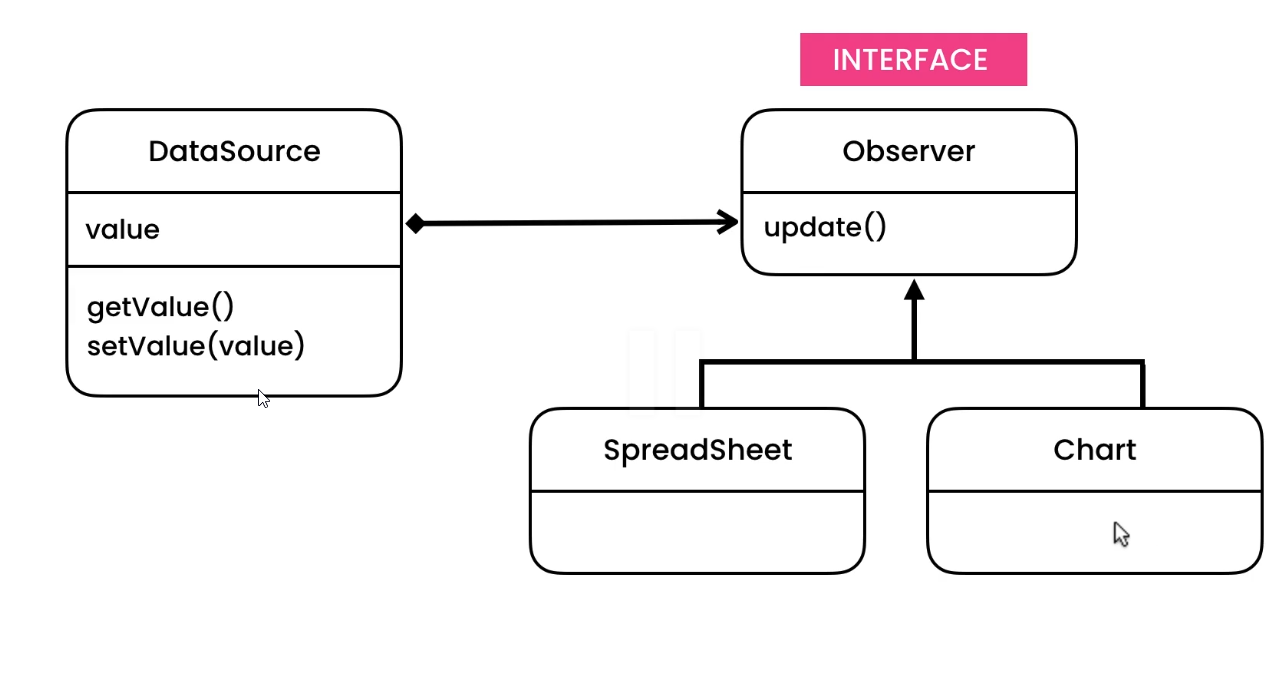 INTERFACE
DataSource
value
getValue()
setValue(value)
Observer
update()
SpreadSheet
Chart